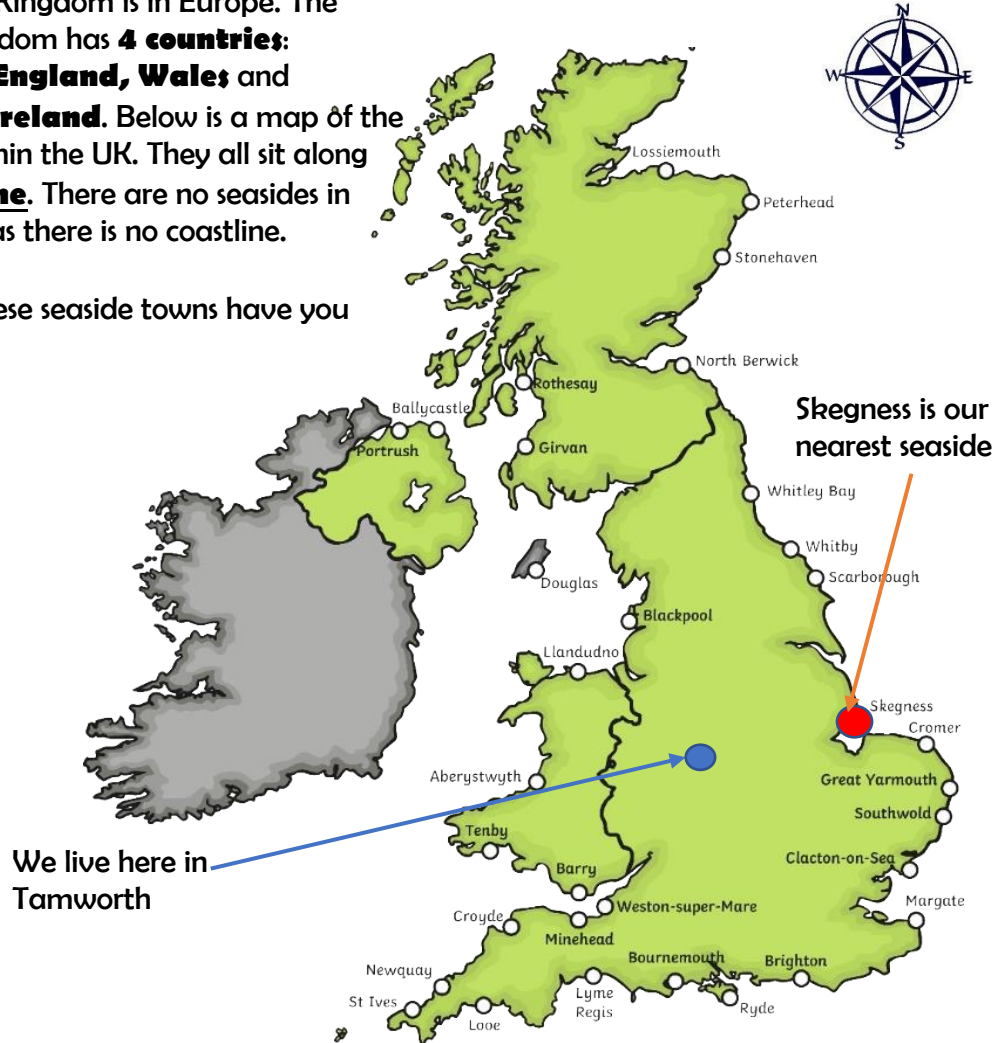 Kingdom is in Europe. The
dom has 4 countries:
England, Wales and
reland. Below is a map of the
hin the UK. They all sit along
ne. There are no seasides in
as there is no coastline.
ese seaside towns have you
N
W
E
S
Lossiemouth
Peterhead
Stonehaven
North Berwick
Rothesay
Ballycastle
Portrush
Girvan
Skegness is our
nearest seaside
Whitley Bay
Whitby
Scarborough
Douglas
Blackpool
Llandudno
Skegness
Cromer
Aberystwyth
Great Yarmouth
Southwold
Tenby
We live here in
Tamworth
Clacton-on-Sea
Barry
Margate
Weston-super-Mare
Croyde
Minehead
Bournemouth
Brighton
Newquay
St Ives
Looe
Lyme
Regis
Ryde